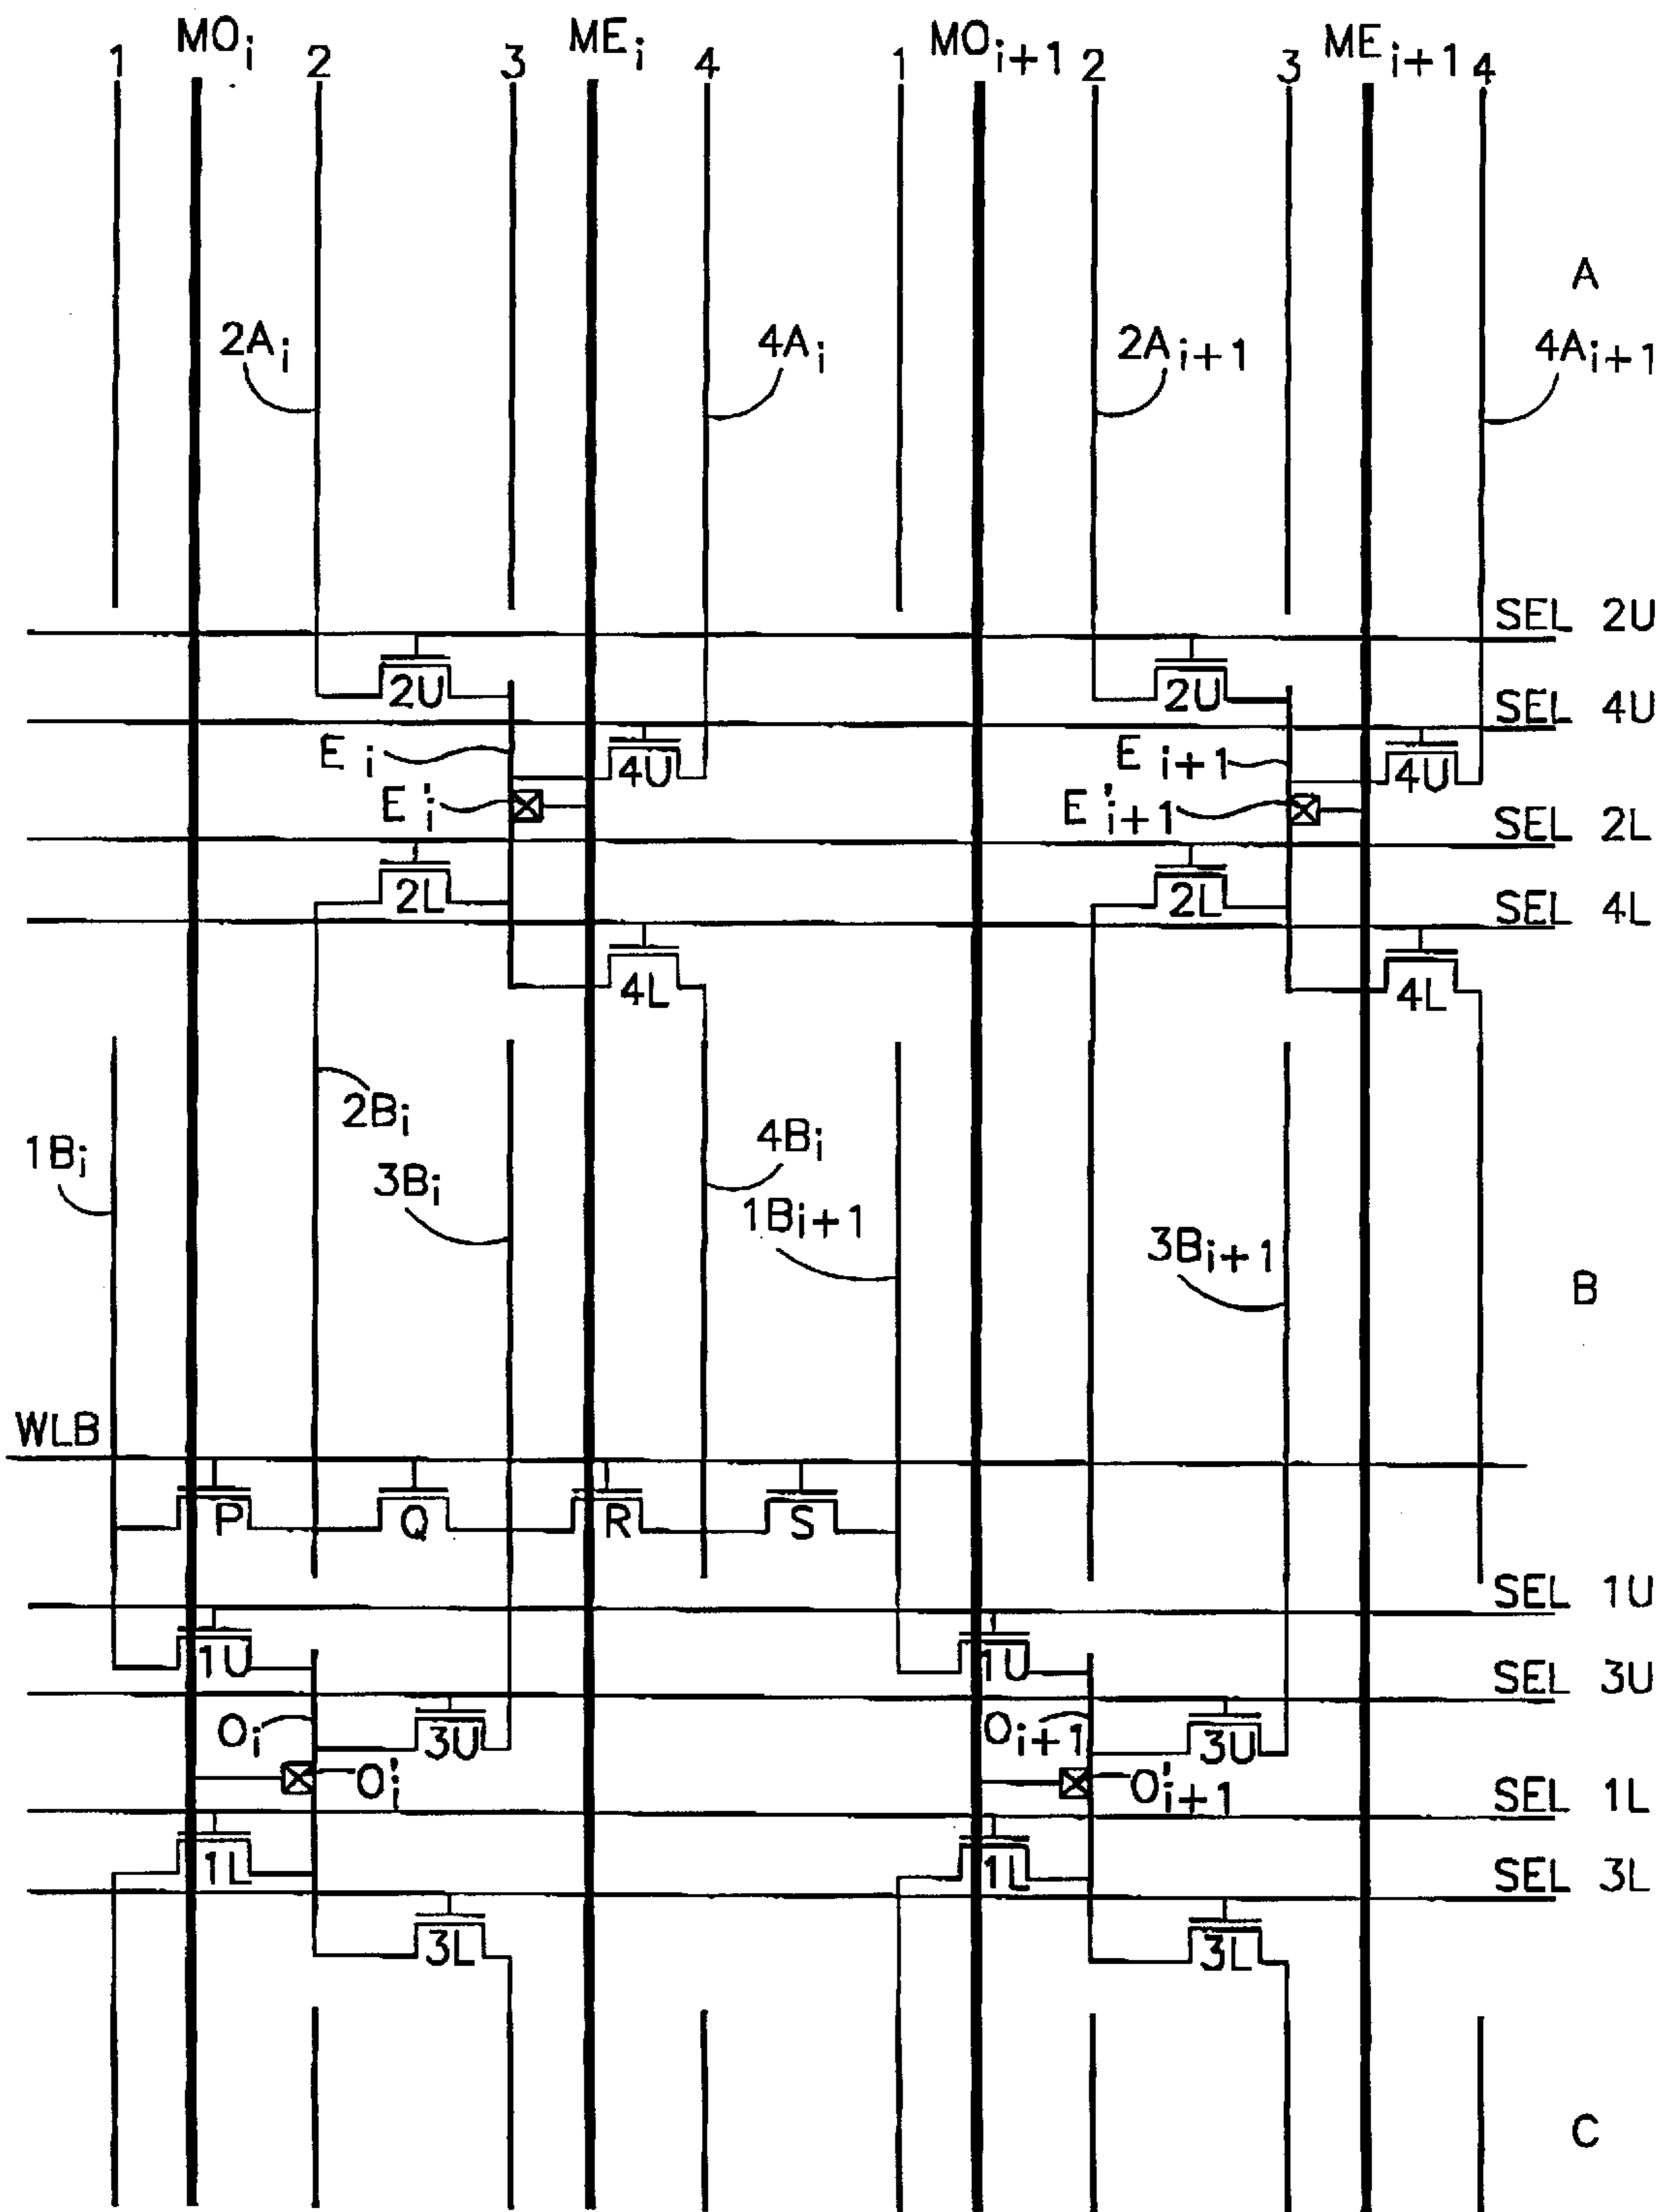 1 MOi 2 3 MEi 4 1 MOi+1 2 3 MEi+1 4
A
2Ai 4Ai 2Ai+1 4Ai+1
SEL 2U
2U 2U
SEL 4U
Ei 4U Ei+1 4U
E'i E'i+1
SEL 2L
2L 2L
SEL 4L
4L 4L
2Bi
1Bi 4Bi
3Bi
1Bi+1
3Bi+1
B
WLB
P Q R S
SEL 1U
1U 1U
SEL 3U
Oi 3U Oi+1 3U
O'i O'i+1
SEL 1L
1L 1L
SEL 3L
3L 3L
C